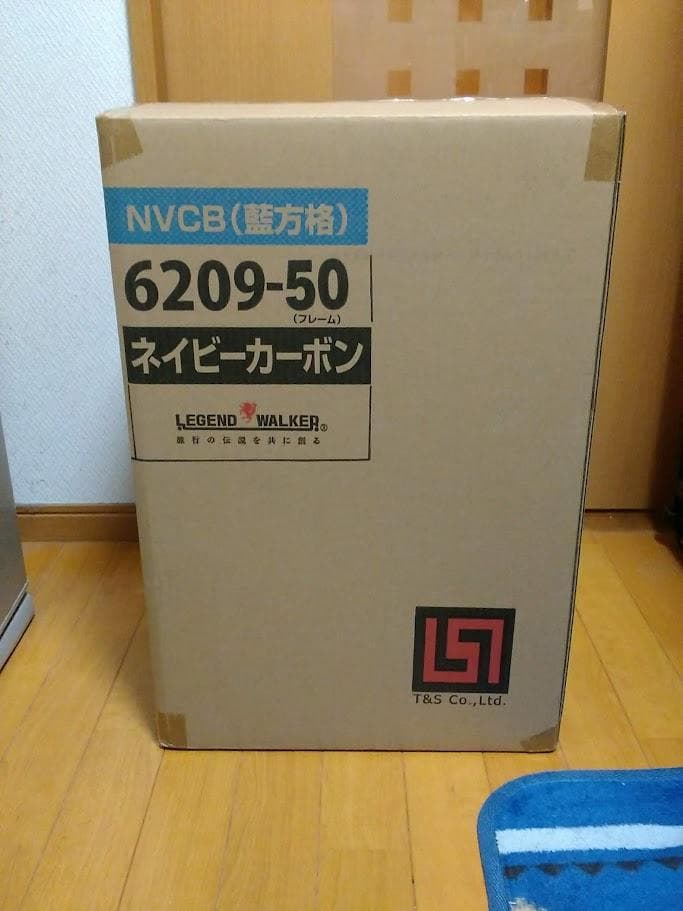 NVCB(藍方格)
6209-50
(フレーム)
ネイビーカーボン
LEGEND WALKER®
旅行の伝説を共に創る
T&S Co.,Ltd.